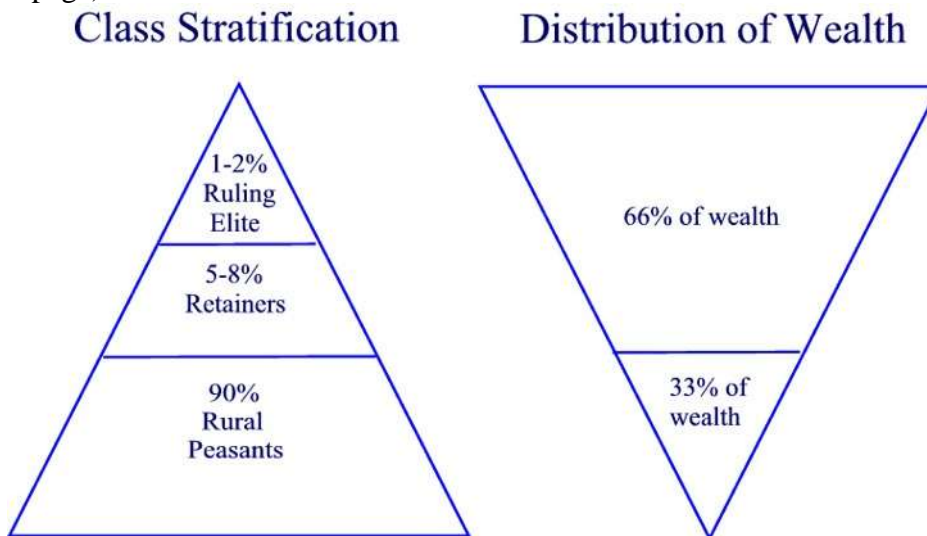 Class Stratification
Distribution of Wealth
1-2%
Ruling
Elite
5-8%
Retainers
90%
Rural
Peasants
66% of wealth
33% of
wealth